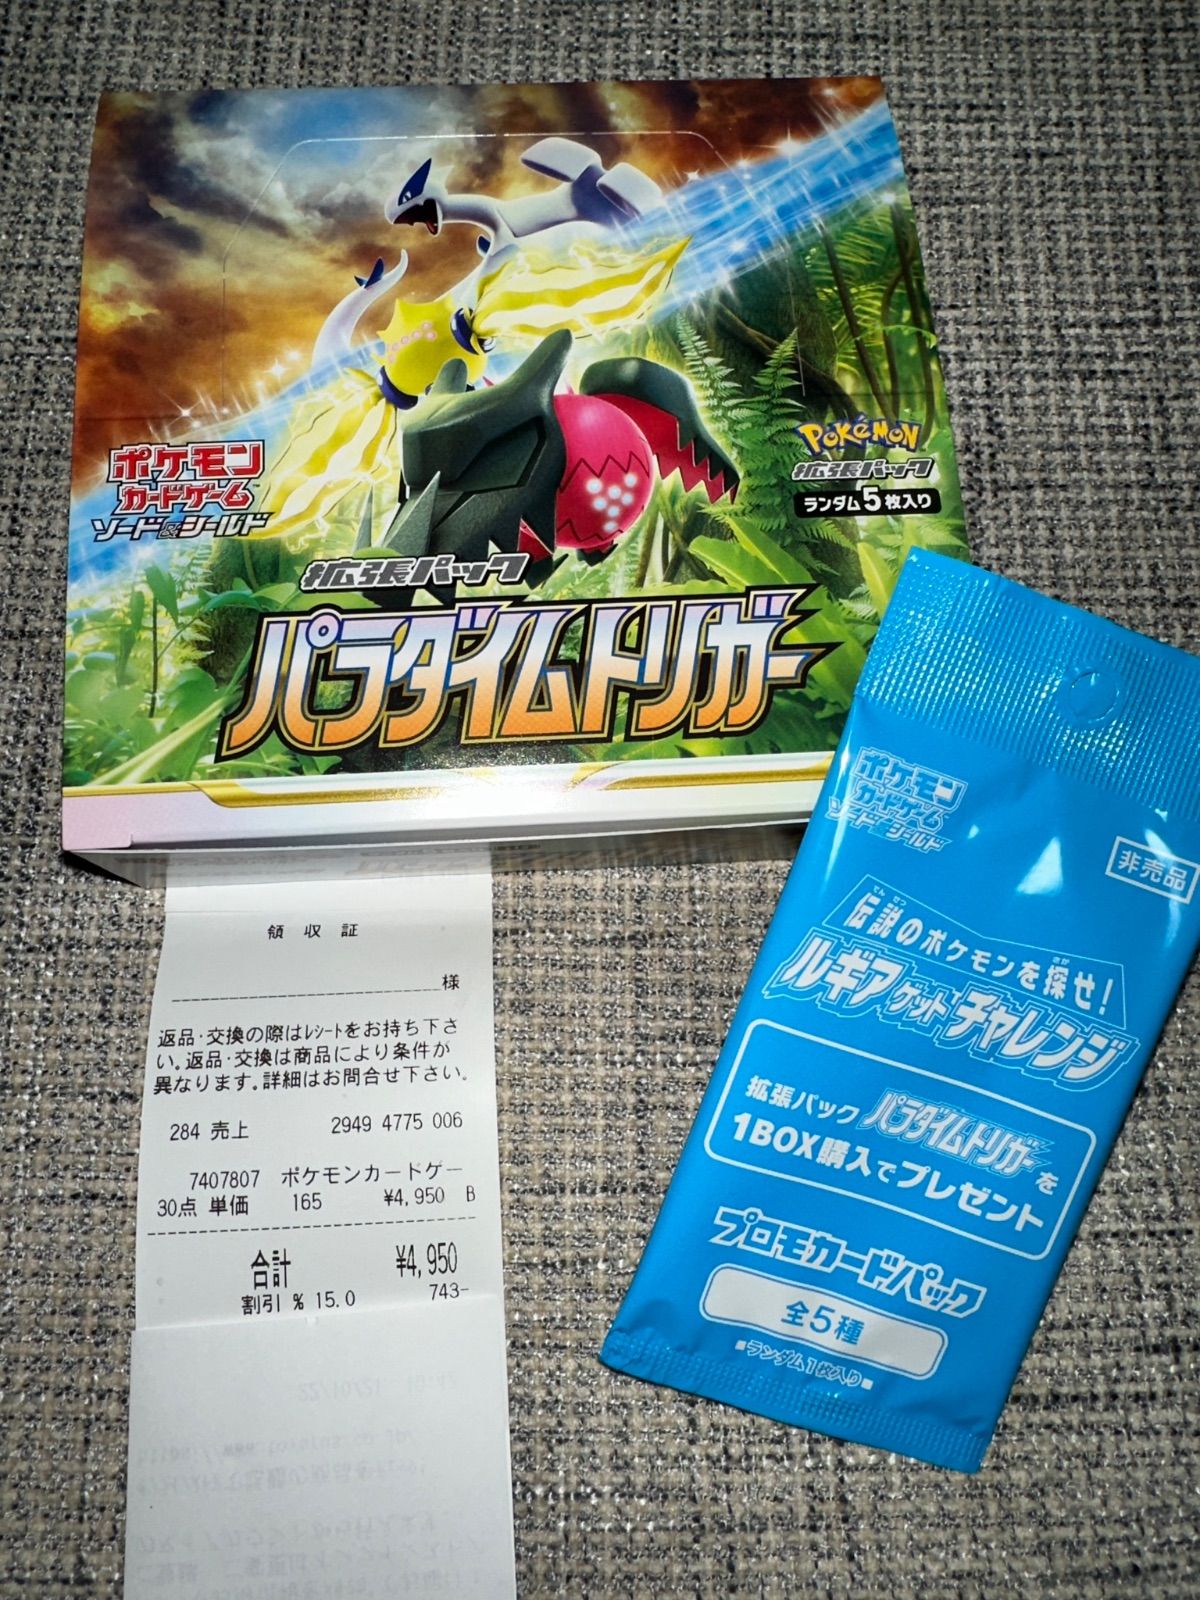 ポケモン
カードゲーム
ソード&シールド
POKéMON
拡張パック
ランダム5枚入り
拡張パック
パラダイムトリガー
領収証
様
返品・交換の際はレシートをお持ち下さ
い。返品・交換は商品により条件が
異なります。詳細はお問合せ下さい。
284 売上 2949 4775 006
7407807 ポケモンカードゲー
30点 単価 165 ¥4,950 B
合計 ¥4,950
割引 % 15.0 743-
ポケモン
カードゲーム
ソード&シールド
非売品
伝説のポケモンを探せ!
でん せつ さが
ルギアゲットチャレンジ
拡張パック パラダイムトリガーを
1BOX購入でプレゼント
プロモカードパック
全5種
■ランダム1枚入り■